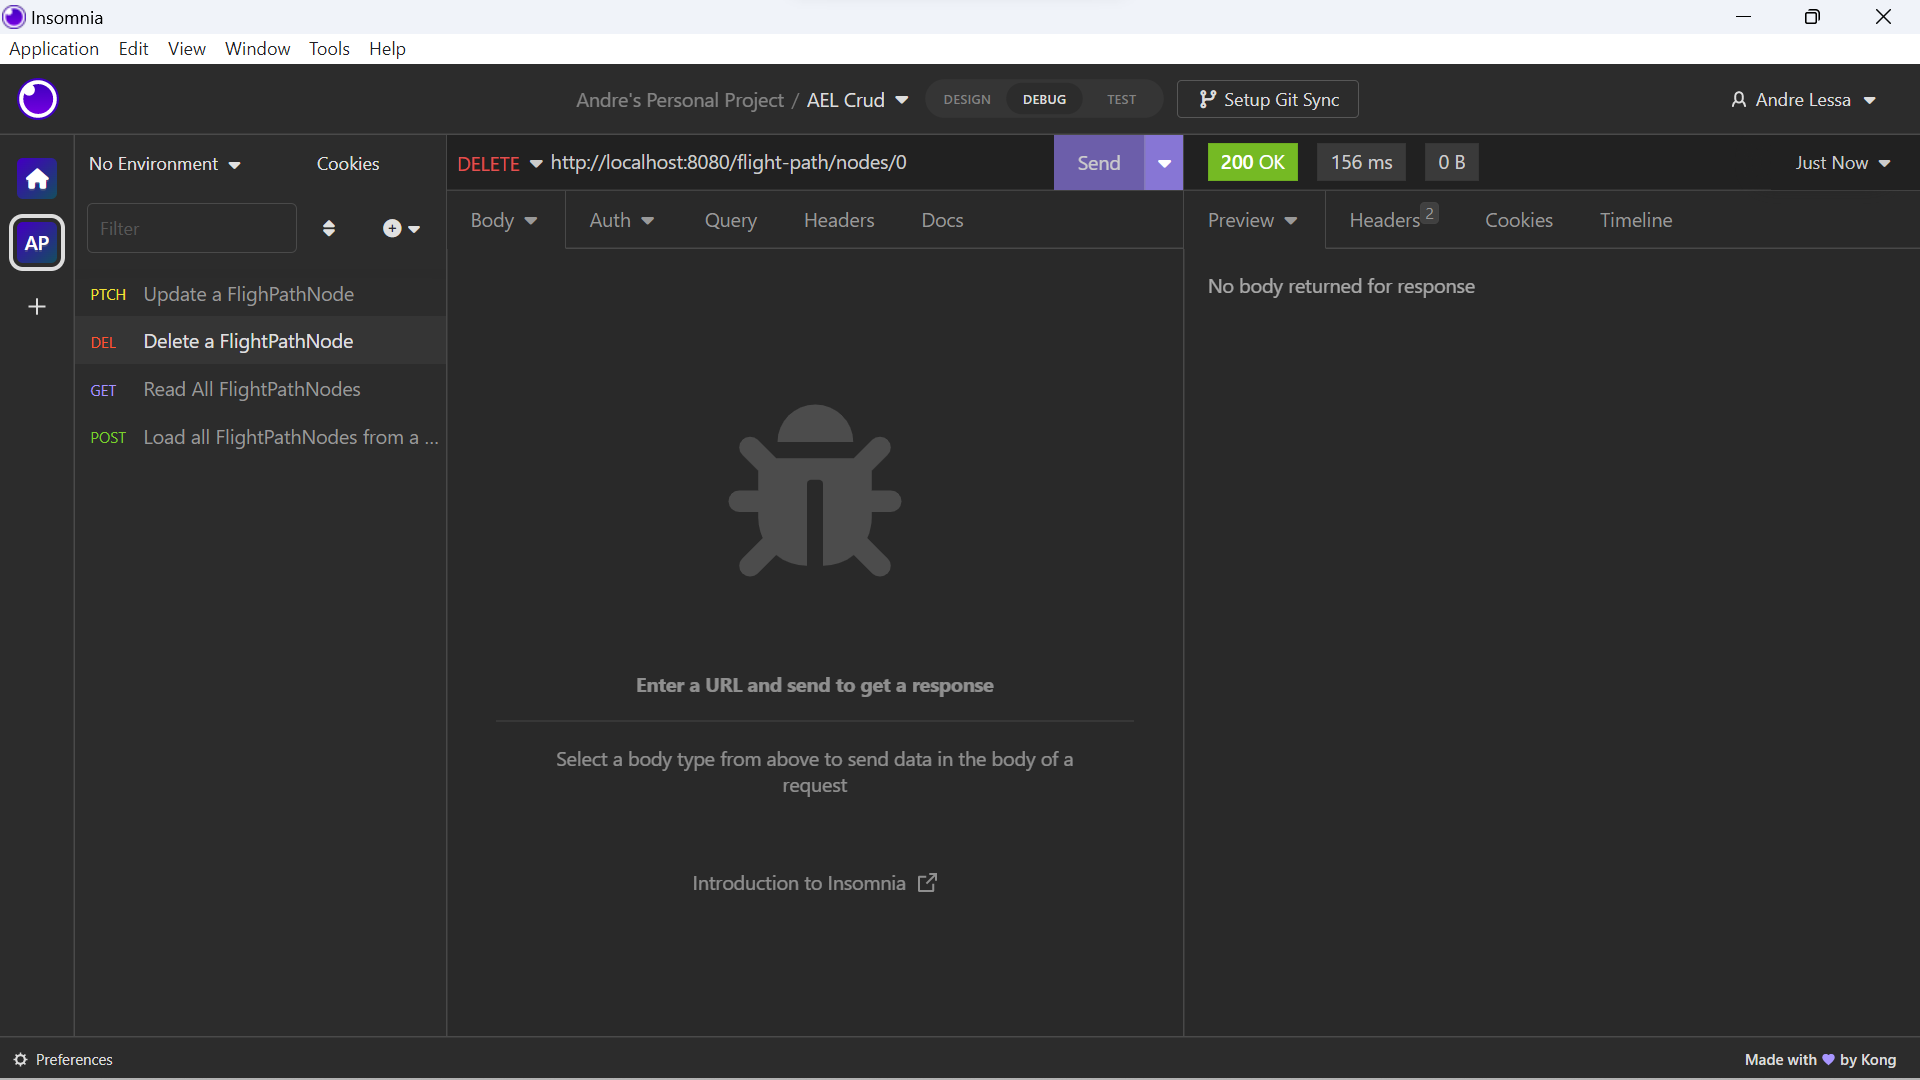 Insomnia
Application Edit View Window Tools Help
Andre's Personal Project / AEL Crud DESIGN DEBUG TEST Setup Git Sync Andre Lessa
No Environment Cookies
DELETE http://localhost:8080/flight-path/nodes/0 Send 200 OK 156 ms 0 B Just Now
Filter
Body Auth Query Headers Docs
Preview Headers 2 Cookies Timeline
AP
PTCH Update a FlighPathNode
DEL Delete a FlightPathNode
GET Read All FlightPathNodes
POST Load all FlightPathNodes from a ...
No body returned for response
Enter a URL and send to get a response
Select a body type from above to send data in the body of a
request
Introduction to Insomnia
Preferences
Made with 💜 by Kong